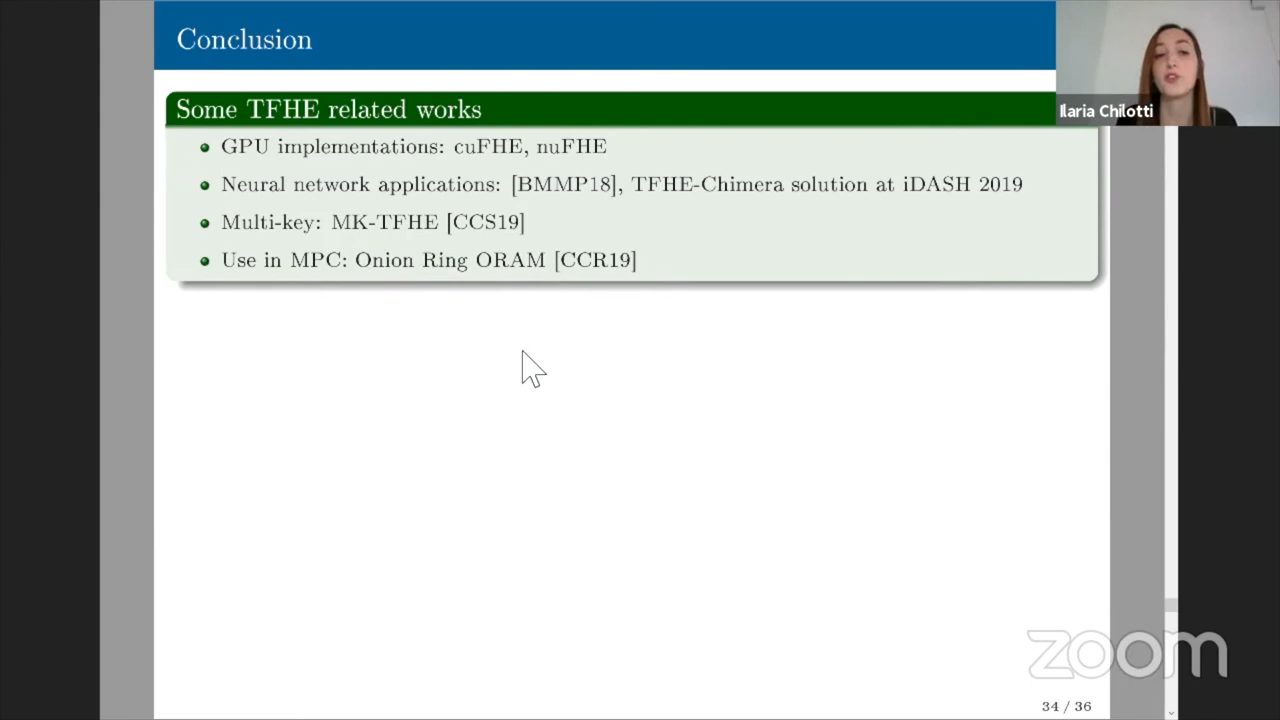 Conclusion
Ilaria Chilotti
Some TFHE related works
GPU implementations: cuFHE, nuFHE
Neural network applications: [BMMP18], TFHE-Chimera solution at iDASH 2019
Multi-key: MK-TFHE [CCS19]
Use in MPC: Onion Ring ORAM [CCR19]
zoom
34 / 36